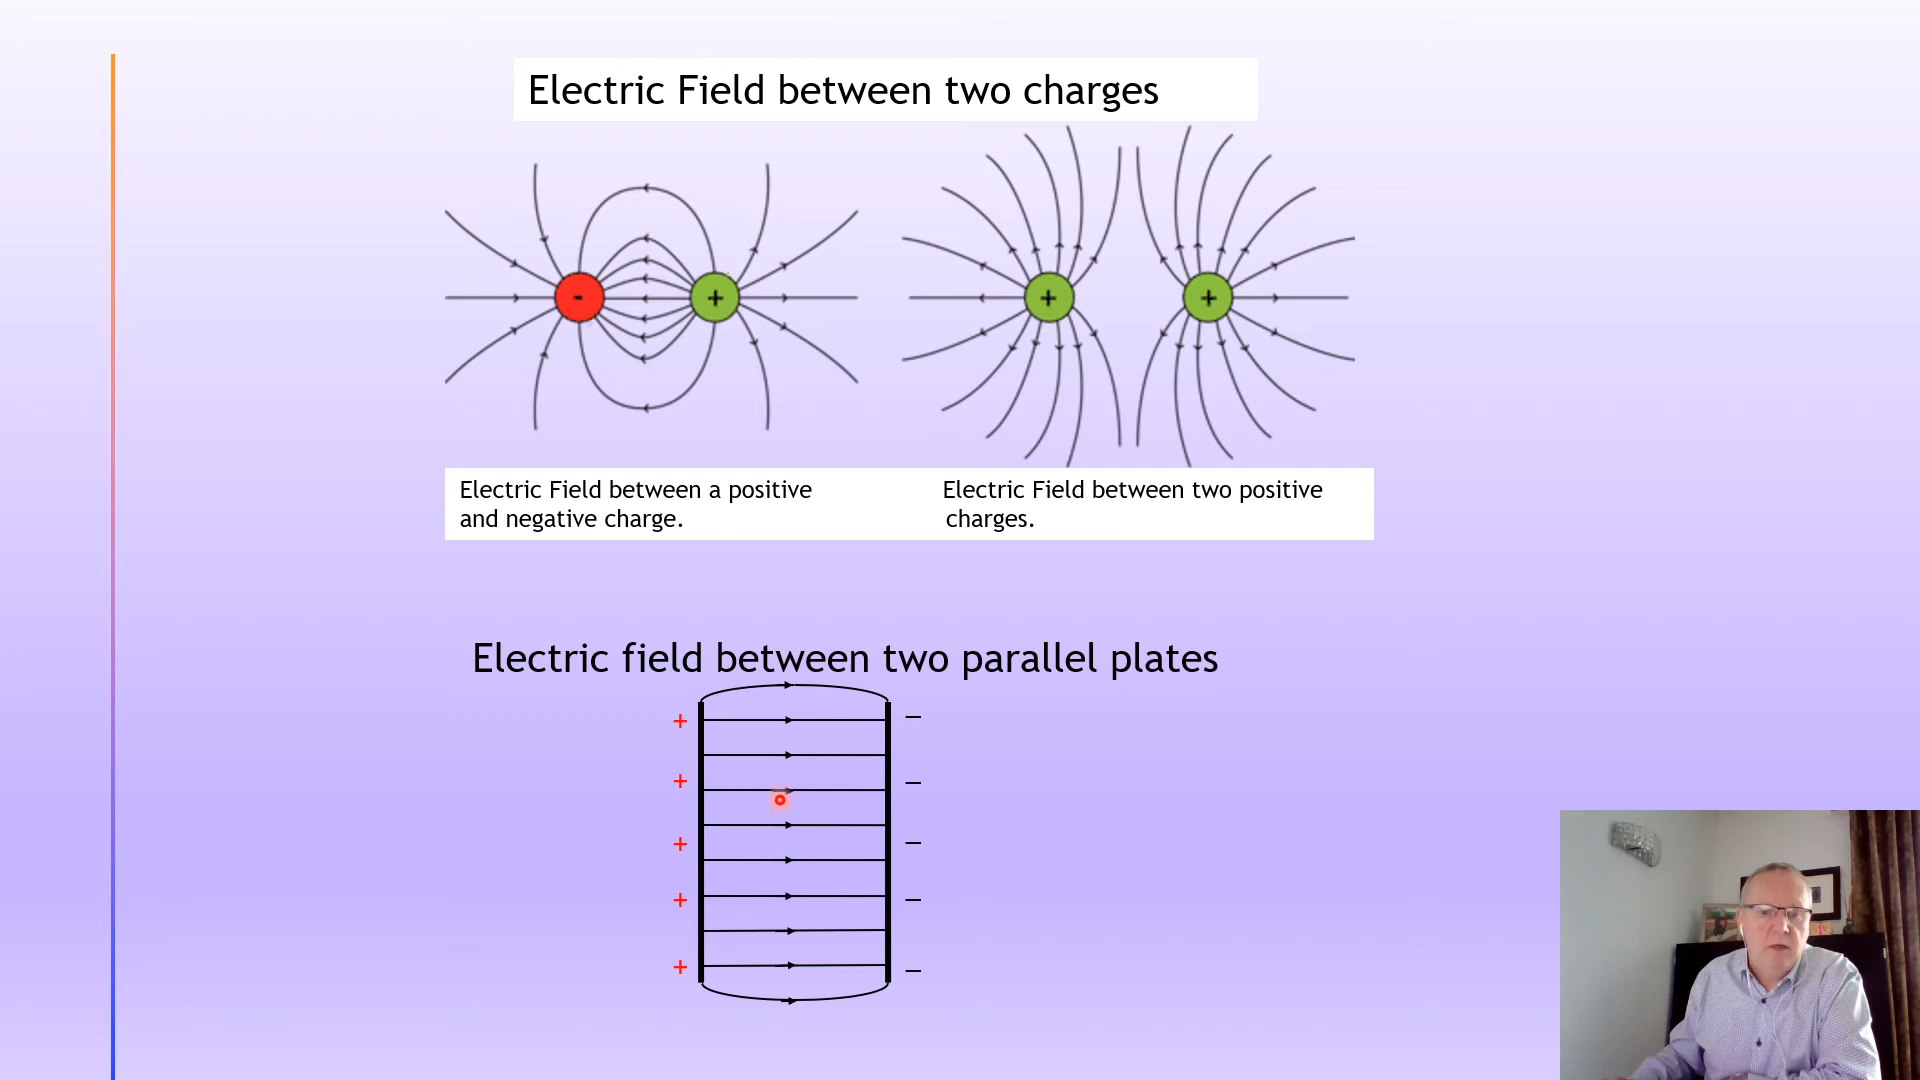 Electric Field between two charges
- + + +
Electric Field between a positive
and negative charge.
Electric Field between two positive
charges.
Electric field between two parallel plates
+ −
+ −
+ −
+ −
+ −